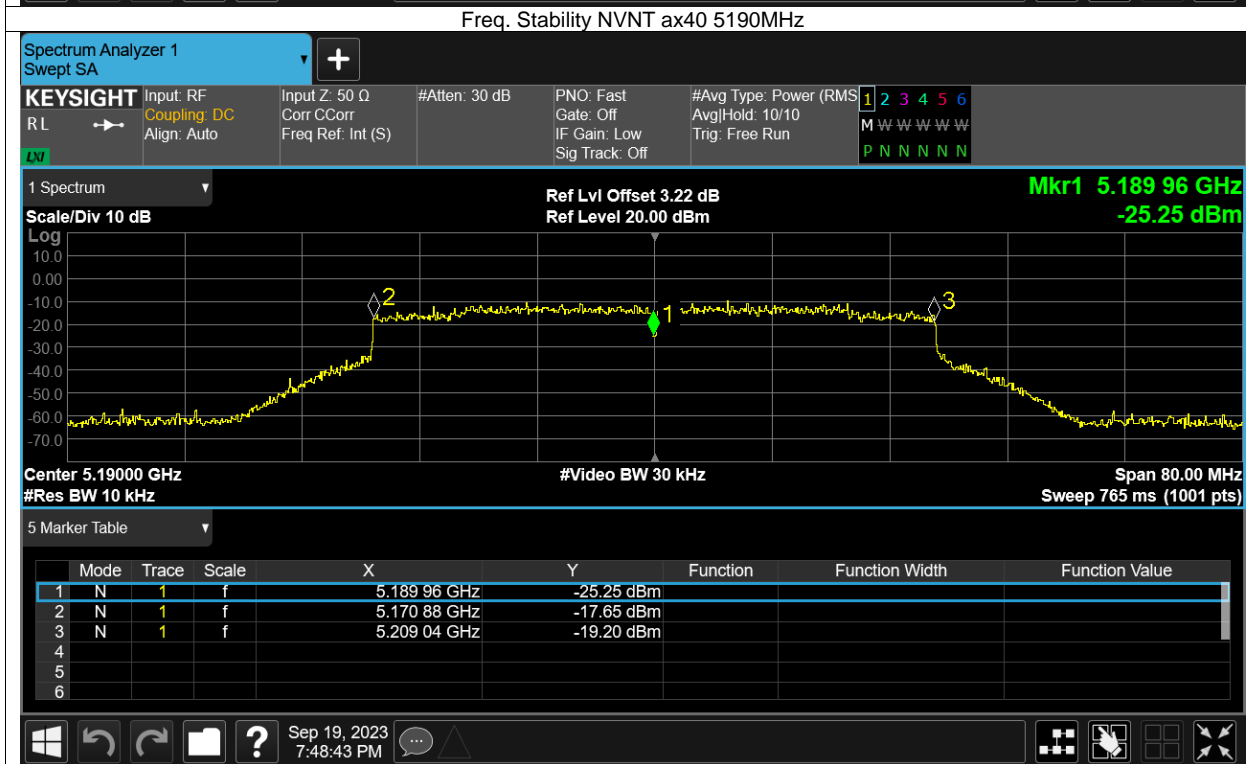 Freq. Stability NVNT ax40 5190MHz
Spectrum Analyzer 1
Swept SA
KEYSIGHT
R L
LXI
Input: RF
Coupling: DC
Align: Auto
Input Z: 50 Ω
Corr CCorr
Freq Ref: Int (S)
#Atten: 30 dB
PNO: Fast
Gate: Off
IF Gain: Low
Sig Track: Off
#Avg Type: Power (RMS
Avg|Hold: 10/10
Trig: Free Run
1 2 3 4 5 6
M W W W W W
P N N N N N
1 Spectrum
Scale/Div 10 dB
Ref Lvl Offset 3.22 dB
Ref Level 20.00 dBm
Mkr1 5.189 96 GHz
-25.25 dBm
Log
10.0
0.00
-10.0
-20.0
-30.0
-40.0
-50.0
-60.0
-70.0
2
1
3
Center 5.19000 GHz
#Video BW 30 kHz
Span 80.00 MHz
#Res BW 10 kHz
Sweep 765 ms (1001 pts)
5 Marker Table
Mode Trace Scale X Y Function Function Width Function Value
1 N 1 f 5.189 96 GHz -25.25 dBm
2 N 1 f 5.170 88 GHz -17.65 dBm
3 N 1 f 5.209 04 GHz -19.20 dBm
4
5
6
?
Sep 19, 2023
7:48:43 PM